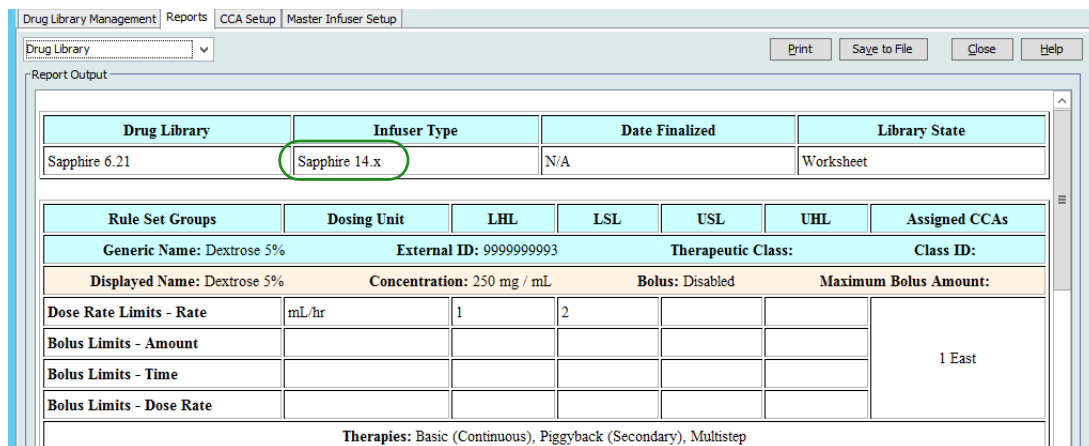 Drug Library Management Reports CCA Setup Master Infuser Setup
Drug Library Print Save to File Close Help
Report Output
Drug Library Infuser Type Date Finalized Library State
Sapphire 6.21 Sapphire 14.x N/A Worksheet
Rule Set Groups Dosing Unit LHL LSL USL UHL Assigned CCAs
Generic Name: Dextrose 5% External ID: 9999999993 Therapeutic Class: Class ID:
Displayed Name: Dextrose 5% Concentration: 250 mg / mL Bolus: Disabled Maximum Bolus Amount:
Dose Rate Limits - Rate mL/hr 1 2
Bolus Limits - Amount
1 East
Bolus Limits - Time
Bolus Limits - Dose Rate
Therapies: Basic (Continuous), Piggyback (Secondary), Multistep